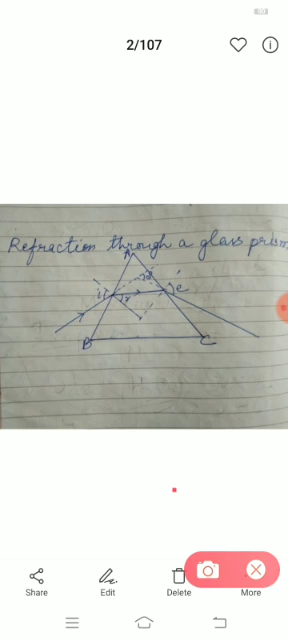 2/107
Refraction through a glass prism
A
d
i
r
e
B
C
Share
Edit
Delete
More